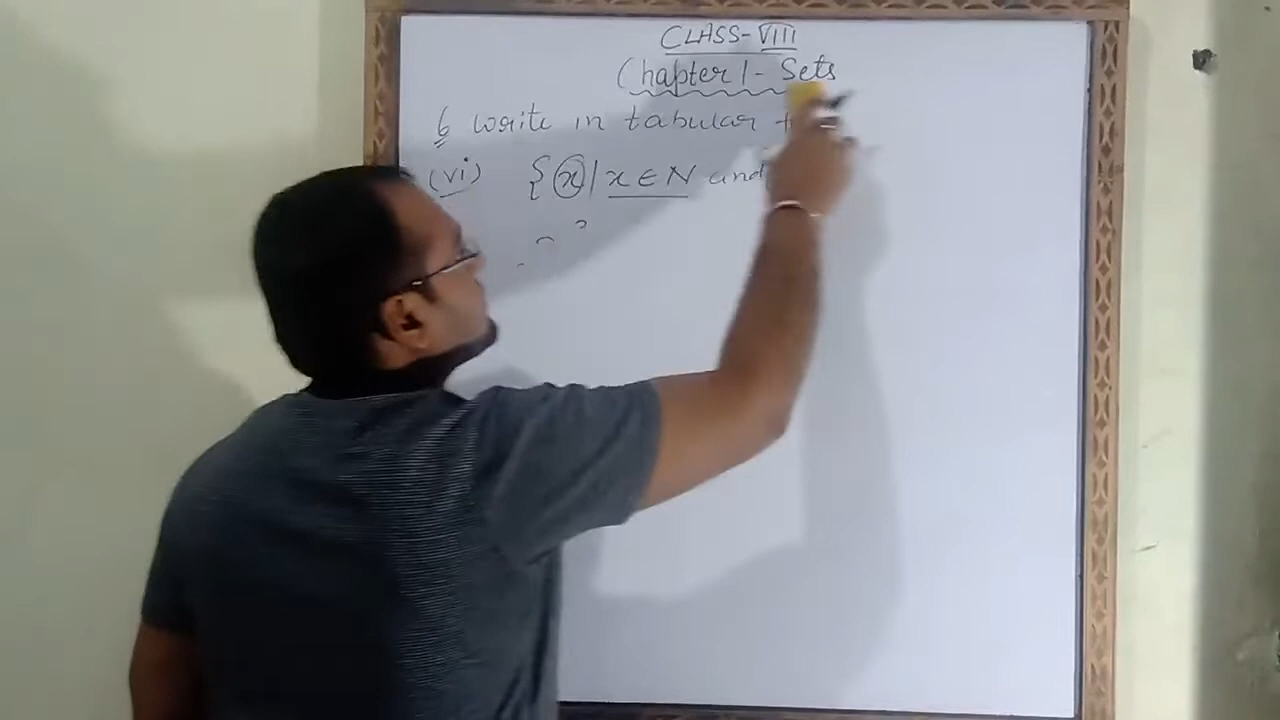 CLASS-VIII
Chapter 1- Sets
6 write in tabular
(vi) {x | x ∈ N and